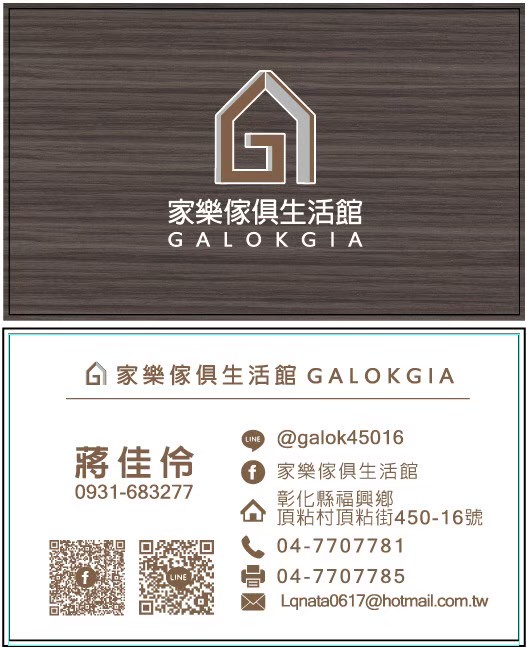 家樂傢俱生活館
GALOKGIA
家樂傢俱生活館 GALOKGIA
蔣佳伶
0931-683277
LINE @galok45016
家樂傢俱生活館
彰化縣福興鄉
頂粘村頂粘街450-16號
04-7707781
04-7707785
Lqnata0617@hotmail.com.tw
LINE